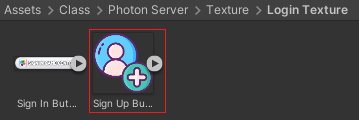 Assets > Class > Photon Server > Texture > Login Texture
Sign In But...
Sign Up Bu...